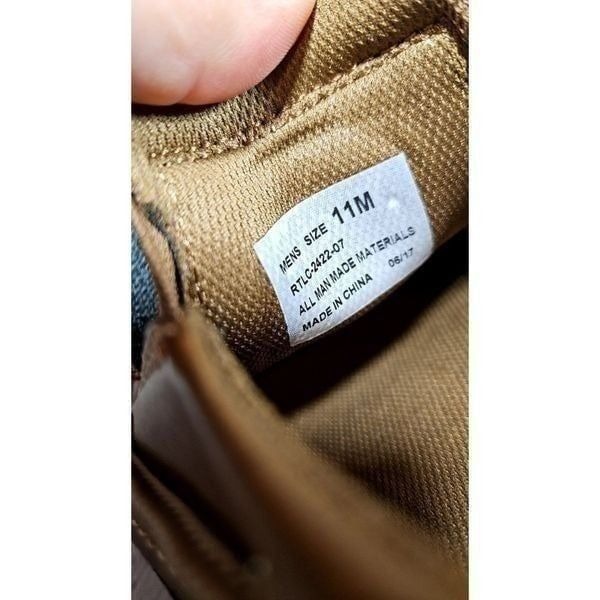 MENS SIZE 11M
RTLC-2422-07
ALL MAN MADE MATERIALS
MADE IN CHINA 06/17